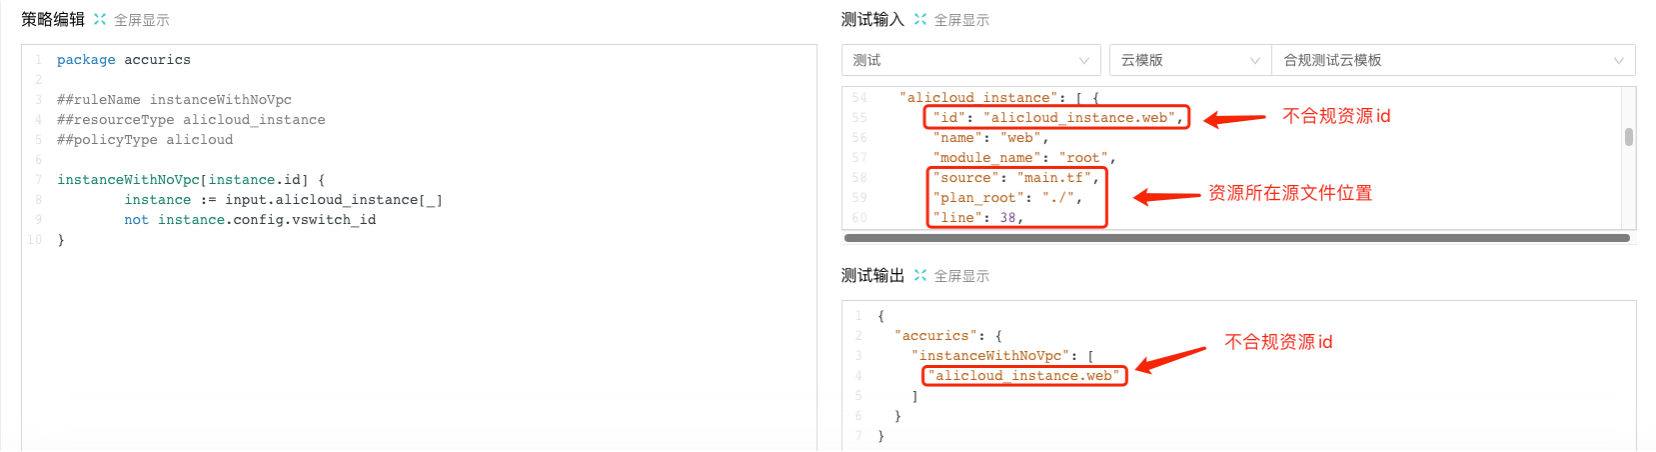 策略编辑 全屏显示
1 package accurics
2
3 ##ruleName instanceWithNoVpc
4 ##resourceType alicloud_instance
5 ##policyType alicloud
6
7 instanceWithNoVpc[instance.id] {
8 instance := input.alicloud_instance[_]
9 not instance.config.vswitch_id
10 }
测试输入 全屏显示
测试 云模版 合规测试云模板
54 "alicloud_instance": [ {
55 "id": "alicloud_instance.web", 不合规资源id
56 "name": "web",
57 "module_name": "root",
58 "source": "main.tf",
59 "plan_root": "./", 资源所在源文件位置
60 "line": 38,
测试输出 全屏显示
1 {
2 "accurics": {
3 "instanceWithNoVpc": [ 不合规资源id
4 "alicloud_instance.web"
5 ]
6 }
7 }